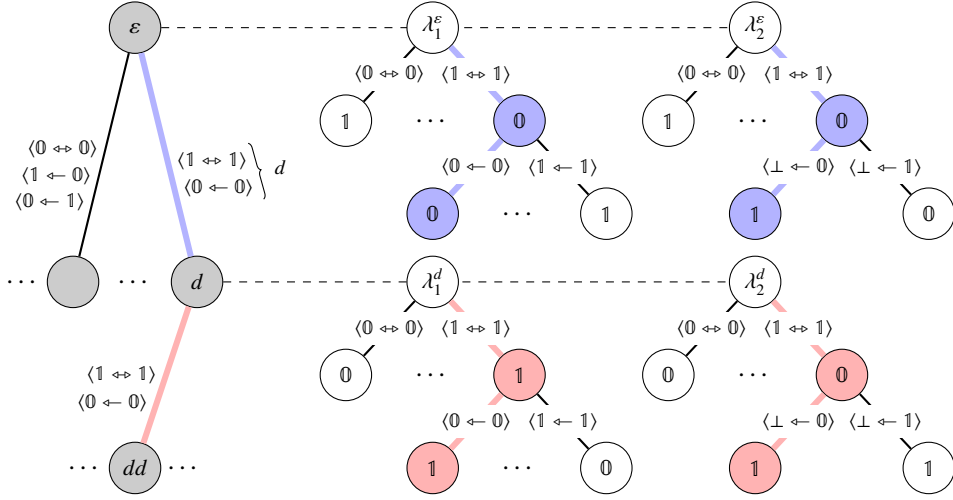 ε λ₁^ε λ₂^ε
⟨𝟘 ⇿ 𝟘⟩ ⟨𝟙 ⇿ 𝟙⟩ ⟨𝟘 ⇿ 𝟘⟩ ⟨𝟙 ⇿ 𝟙⟩
𝟙 ⋯ 𝟘 𝟙 ⋯ 𝟘
⟨𝟘 ⇿ 𝟘⟩
⟨𝟙 ⇽ 𝟘⟩
⟨𝟘 ⇽ 𝟙⟩
⟨𝟙 ⇿ 𝟙⟩
⟨𝟘 ⇽ 𝟘⟩
} d
⟨𝟘 ⇽ 𝟘⟩ ⟨𝟙 ⇽ 𝟙⟩ ⟨⊥ ⇽ 𝟘⟩ ⟨⊥ ⇽ 𝟙⟩
𝟘 ⋯ 𝟙 𝟙 𝟘
⋯ ⋯ d λ₁^d λ₂^d
⟨𝟘 ⇿ 𝟘⟩ ⟨𝟙 ⇿ 𝟙⟩ ⟨𝟘 ⇿ 𝟘⟩ ⟨𝟙 ⇿ 𝟙⟩
⟨𝟙 ⇿ 𝟙⟩
⟨𝟘 ⇽ 𝟘⟩
𝟘 ⋯ 𝟙 𝟘 ⋯ 𝟘
⟨𝟘 ⇽ 𝟘⟩ ⟨𝟙 ⇽ 𝟙⟩ ⟨⊥ ⇽ 𝟘⟩ ⟨⊥ ⇽ 𝟙⟩
⋯ dd ⋯ 𝟙 ⋯ 𝟘 𝟙 𝟙